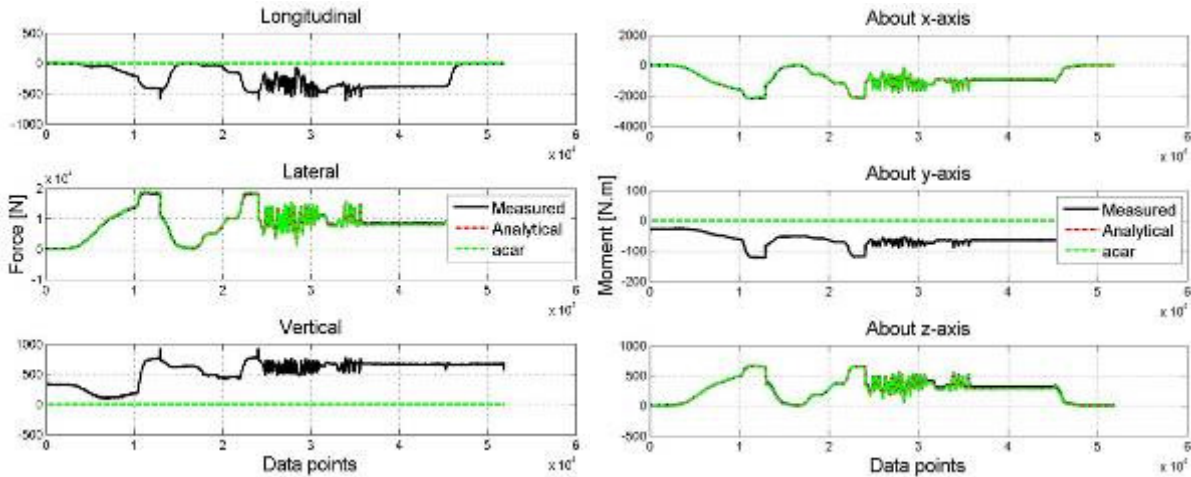 Longitudinal
500
0
-500
-1000
0 1 2 3 4 5 6
x 10⁴
Lateral
x 10⁴
2
1
0
-1
0 1 2 3 4 5 6
x 10⁴
Force [N]
Measured
Analytical
acar
Vertical
1000
500
0
-500
0 1 2 3 4 5 6
Data points
x 10⁴
About x-axis
2000
0
-2000
-4000
0 1 2 3 4 5 6
x 10⁴
About y-axis
100
0
-100
-200
0 1 2 3 4 5 6
x 10⁴
Moment [N.m]
Measured
Analytical
acar
About z-axis
1000
500
0
-500
0 1 2 3 4 5 6
Data points
x 10⁴